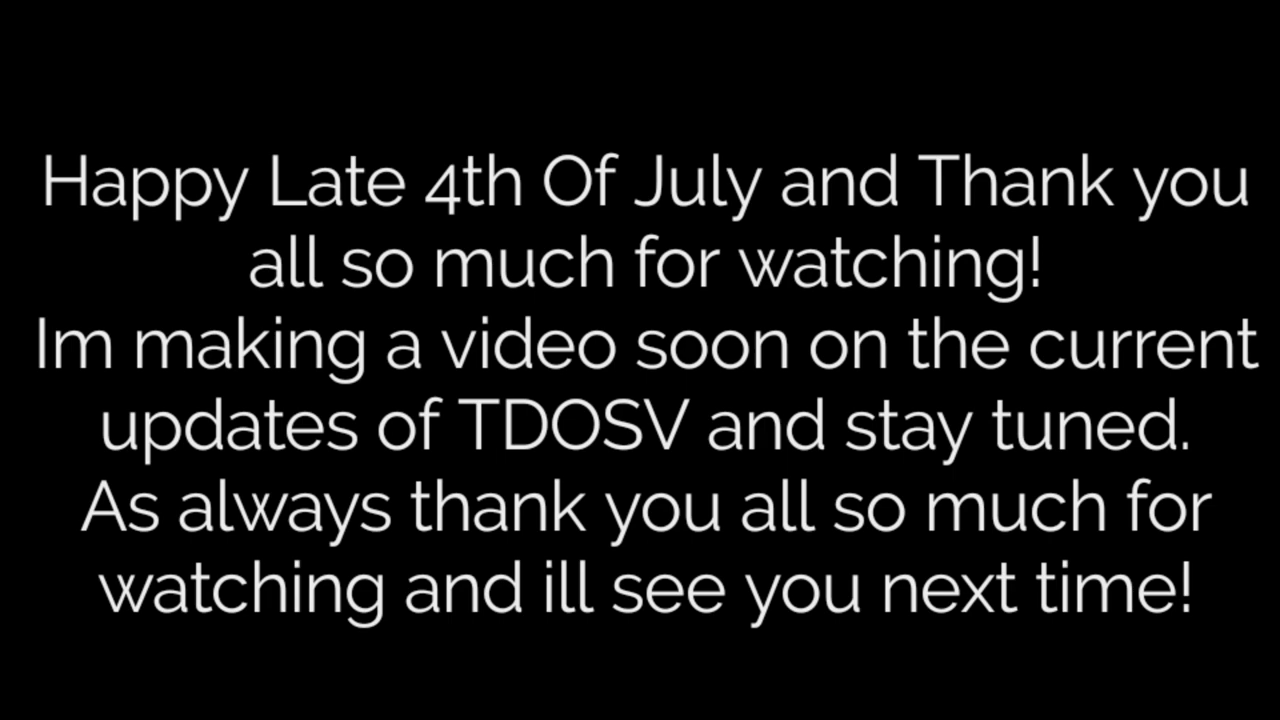 Happy Late 4th Of July and Thank you
all so much for watching!
Im making a video soon on the current
updates of TDOSV and stay tuned.
As always thank you all so much for
watching and ill see you next time!